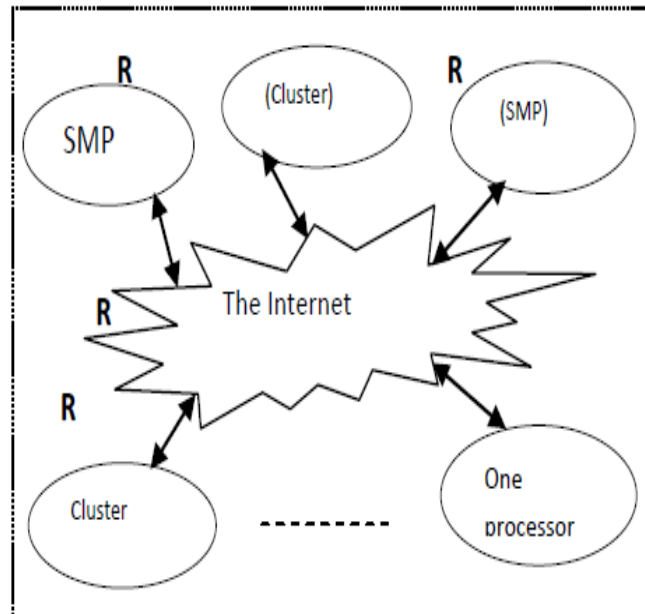 R
(Cluster)
R
SMP
(SMP)
The Internet
R
R
Cluster
One
processor